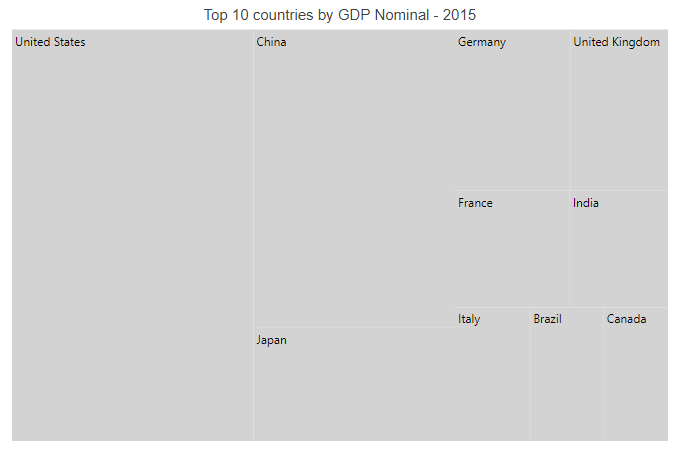 Top 10 countries by GDP Nominal - 2015
United States
China
Germany
United Kingdom
France
India
Italy
Brazil
Canada
Japan